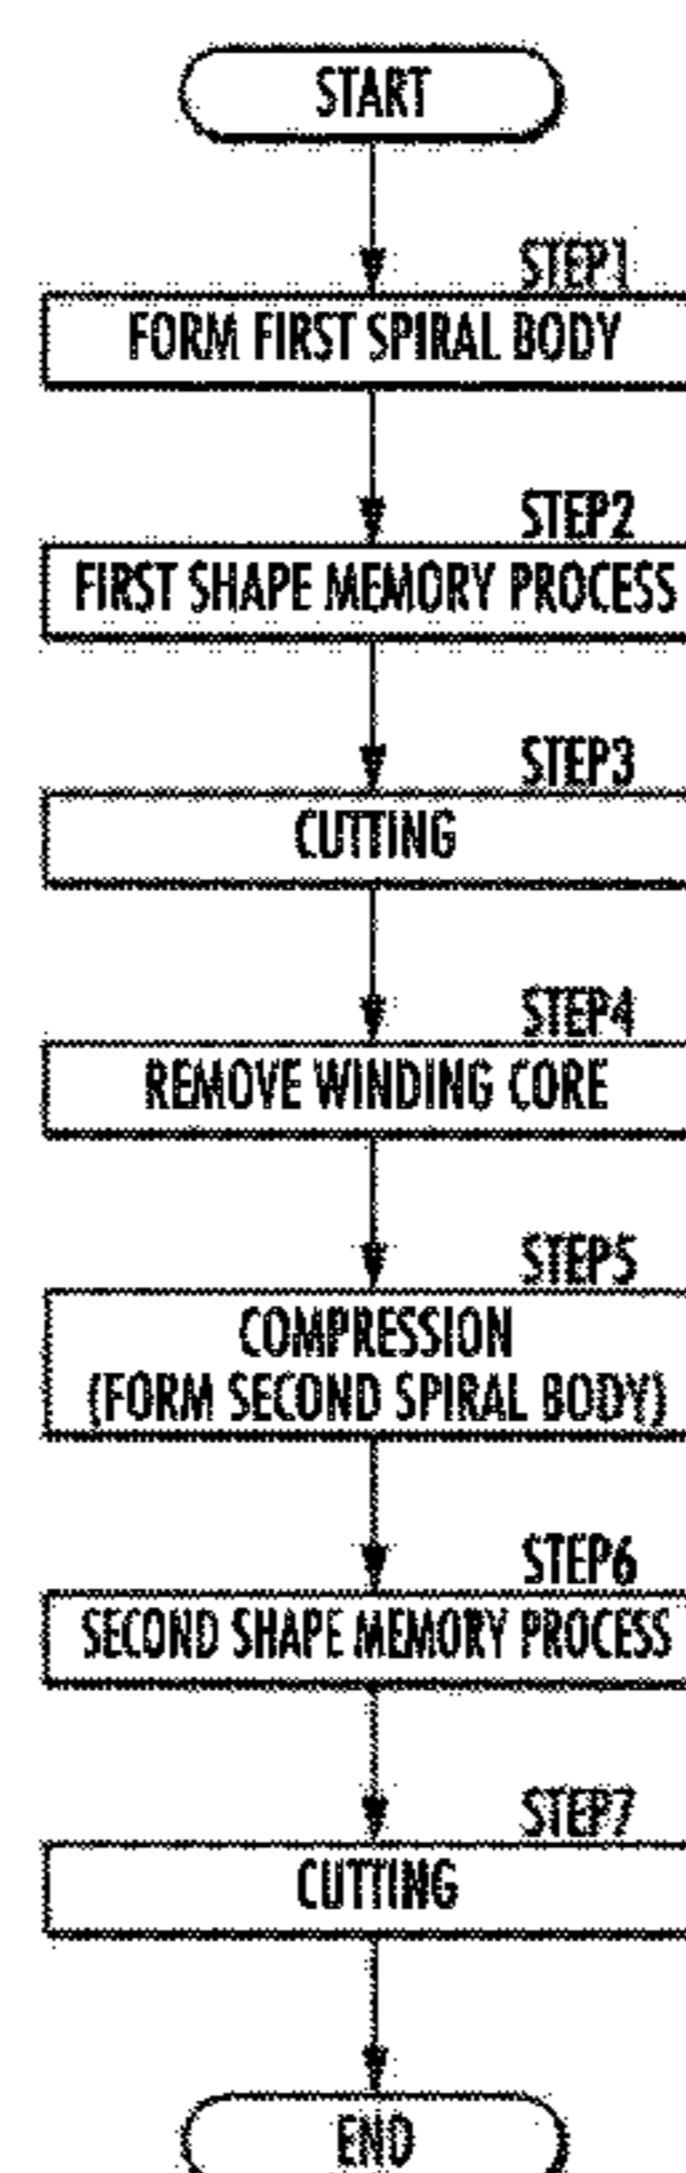 START
STEP1
FORM FIRST SPIRAL BODY
STEP2
FIRST SHAPE MEMORY PROCESS
STEP3
CUTTING
STEP4
REMOVE WINDING CORE
STEP5
COMPRESSION
(FORM SECOND SPIRAL BODY)
STEP6
SECOND SHAPE MEMORY PROCESS
STEP7
CUTTING
END